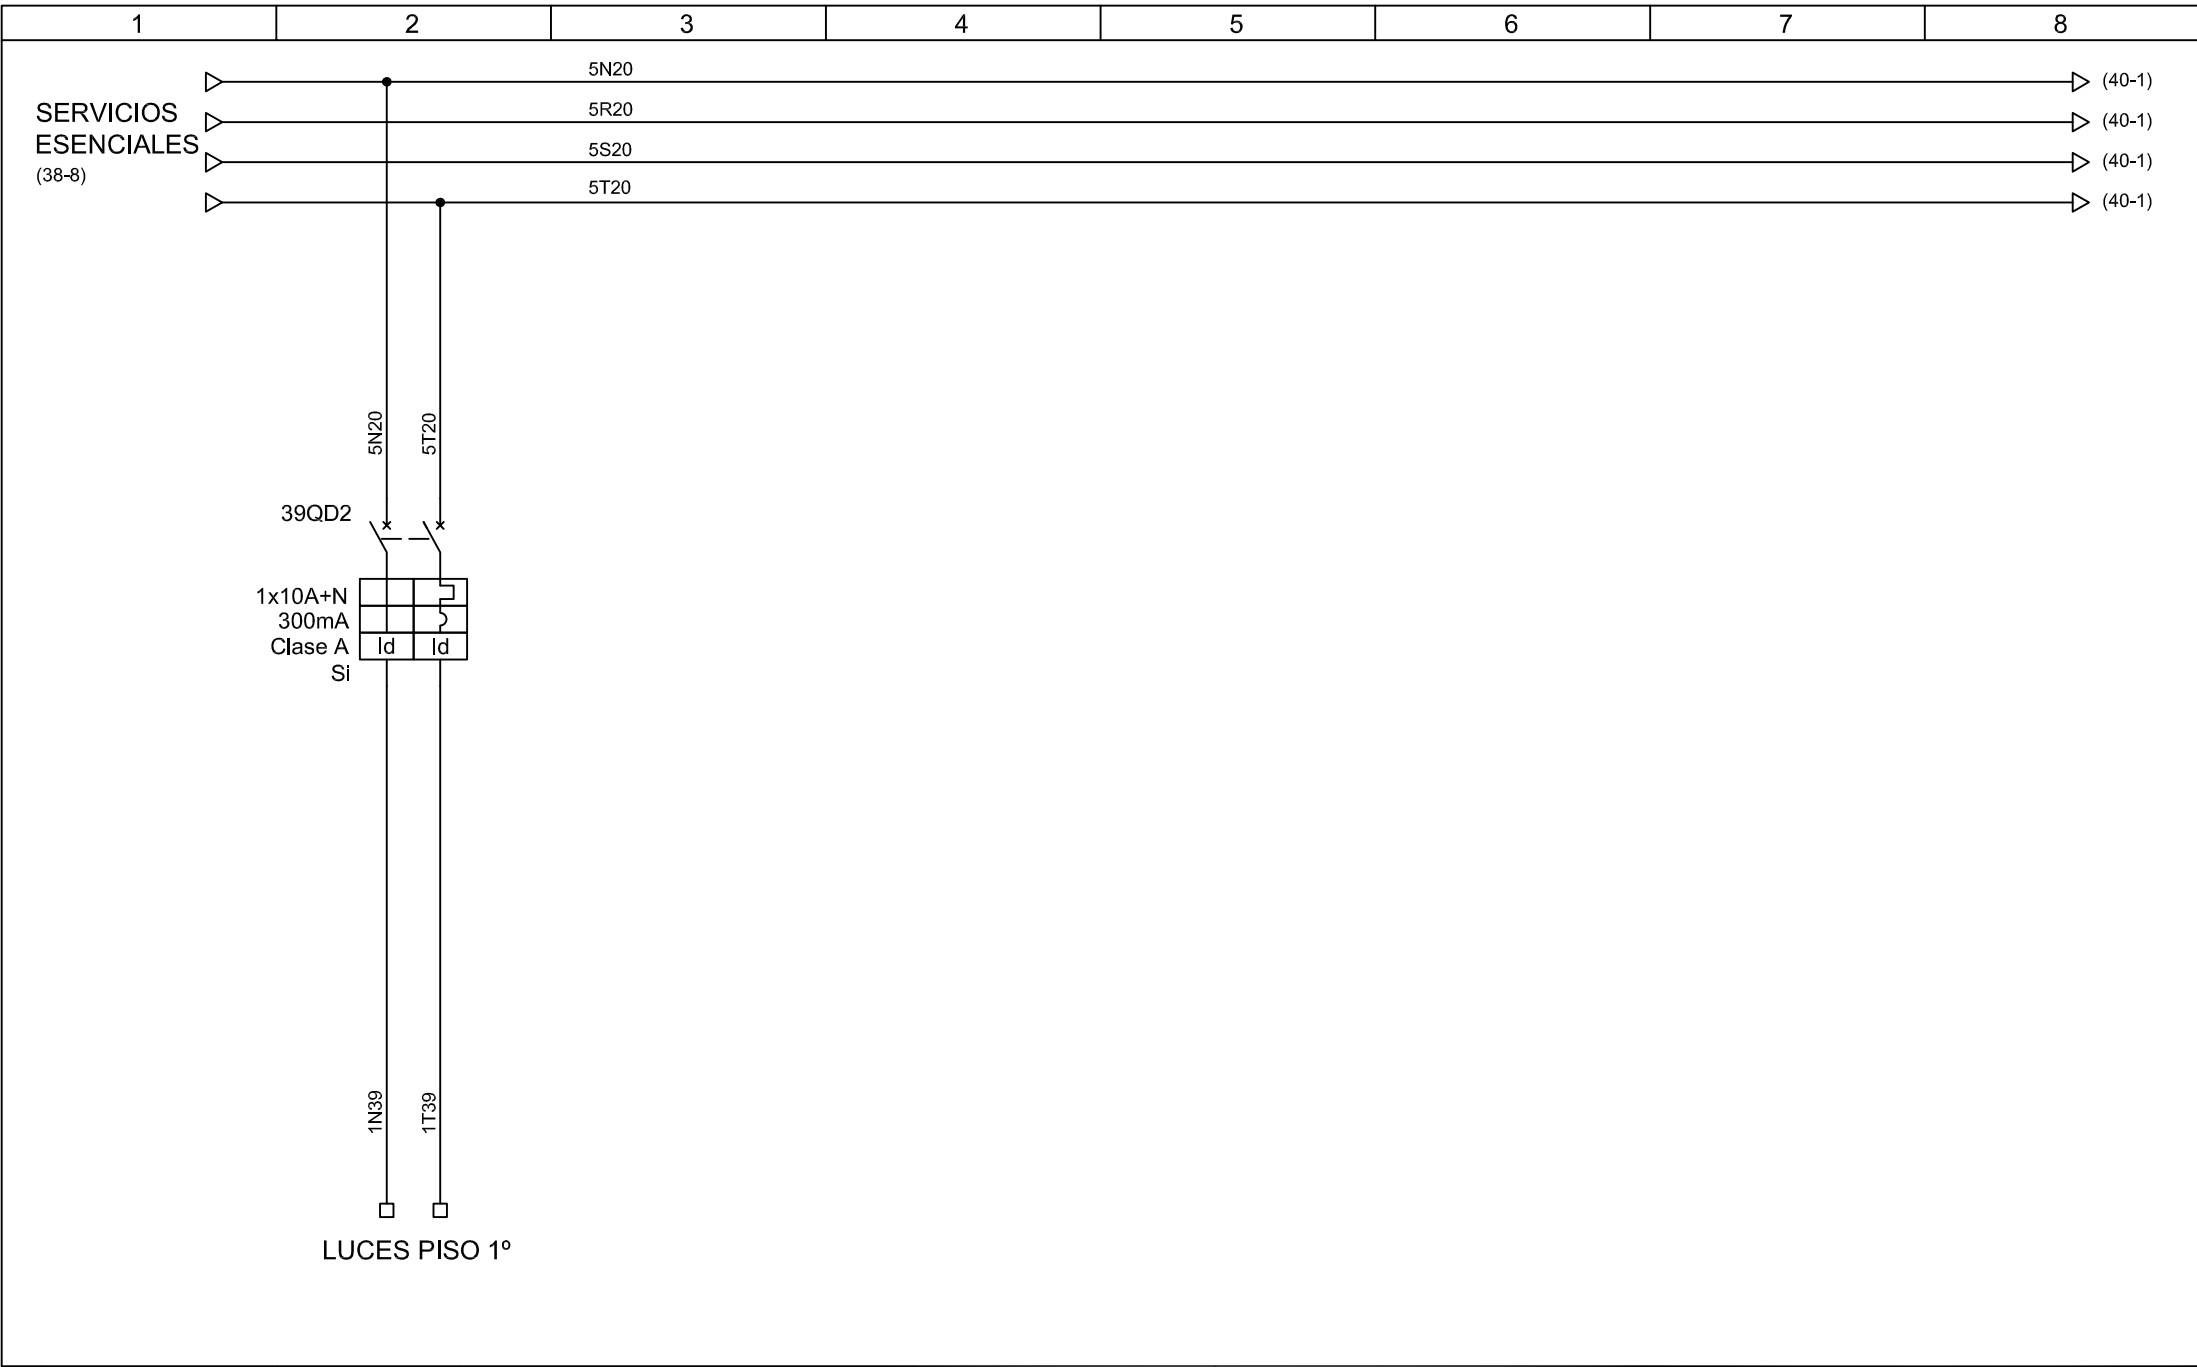 1 2 3 4 5 6 7 8
5N20 (40-1)
SERVICIOS
ESENCIALES
(38-8)
5R20 (40-1)
5S20 (40-1)
5T20 (40-1)
5N20
5T20
39QD2
1x10A+N
300mA
Clase A Id Id
Si
1N39
1T39
LUCES PISO 1º